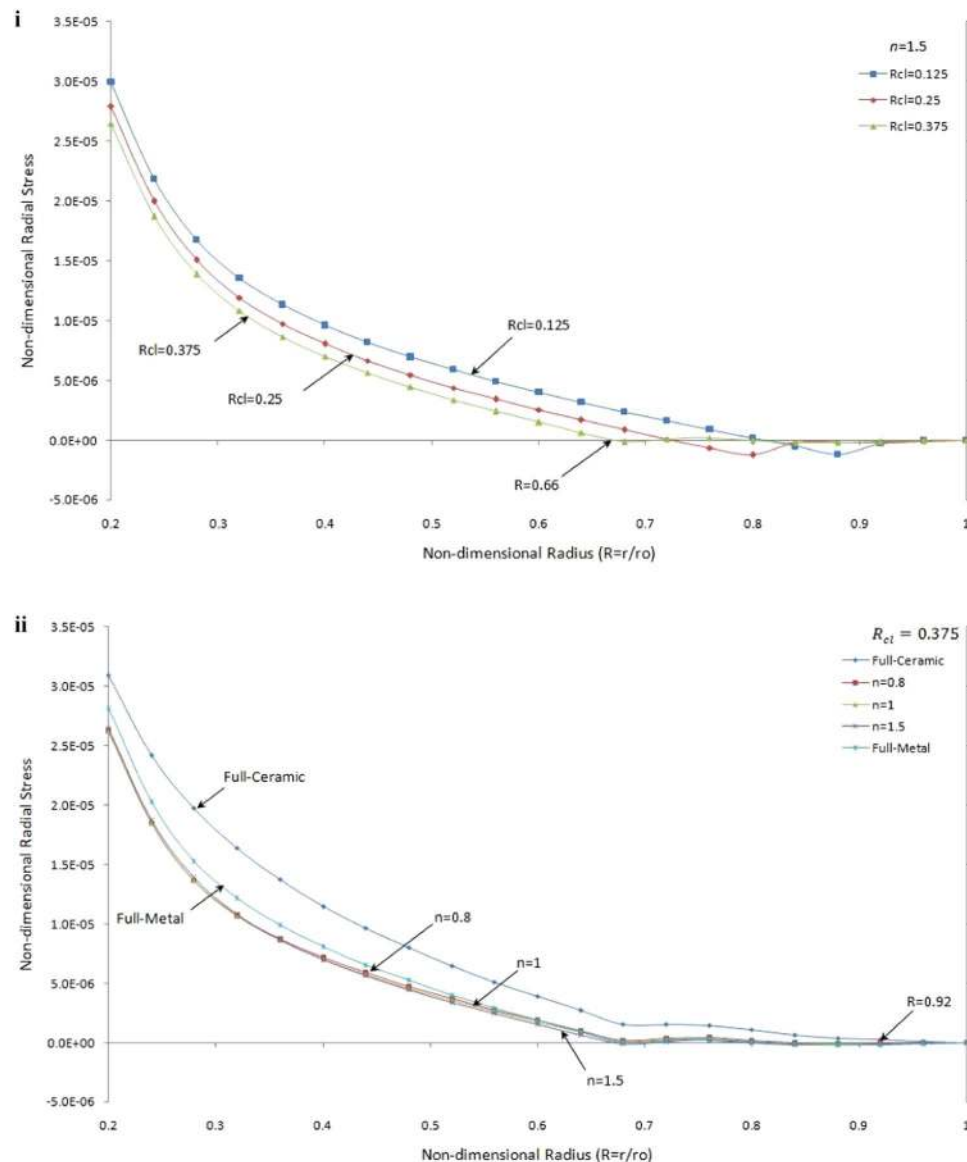 i
3.5E-05
3.0E-05
2.5E-05
2.0E-05
1.5E-05
1.0E-05
5.0E-06
0.0E+00
-5.0E-06
Non-dimensional Radial Stress
n=1.5
Rcl=0.125
Rcl=0.25
Rcl=0.375
Rcl=0.375
Rcl=0.25
Rcl=0.125
R=0.66
0.2 0.3 0.4 0.5 0.6 0.7 0.8 0.9 1
Non-dimensional Radius (R=r/ro)
ii
3.5E-05
3.0E-05
2.5E-05
2.0E-05
1.5E-05
1.0E-05
5.0E-06
0.0E+00
-5.0E-06
Non-dimensional Radial Stress
R_cl = 0.375
Full-Ceramic
n=0.8
n=1
n=1.5
Full-Metal
Full-Ceramic
Full-Metal
n=0.8
n=1
n=1.5
R=0.92
0.2 0.3 0.4 0.5 0.6 0.7 0.8 0.9 1
Non-dimensional Radius (R=r/ro)